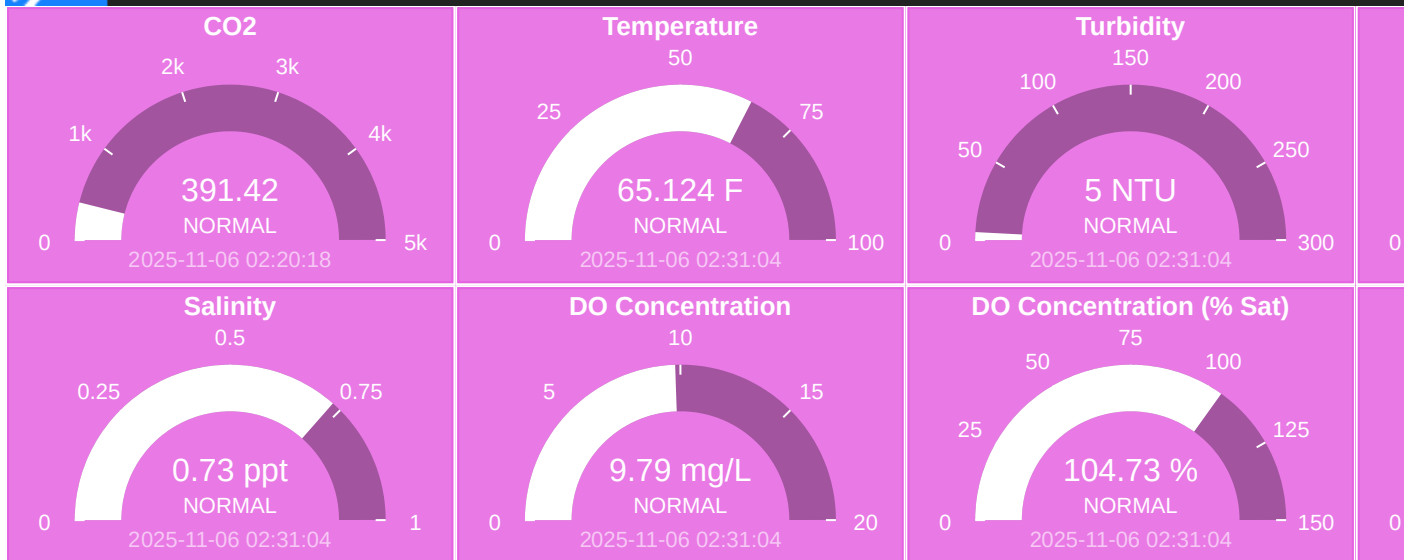 CO2
2k
3k
1k
4k
391.42
NORMAL
0
5k
2025-11-06 02:20:18
Temperature
50
25
75
65.124 F
NORMAL
0
100
2025-11-06 02:31:04
Turbidity
150
100
200
50
250
5 NTU
NORMAL
0
300
2025-11-06 02:31:04
0
Salinity
0.5
0.25
0.75
0.73 ppt
NORMAL
0
1
2025-11-06 02:31:04
DO Concentration
10
5
15
9.79 mg/L
NORMAL
0
20
2025-11-06 02:31:04
DO Concentration (% Sat)
75
50
100
25
125
104.73 %
NORMAL
0
150
2025-11-06 02:31:04
0